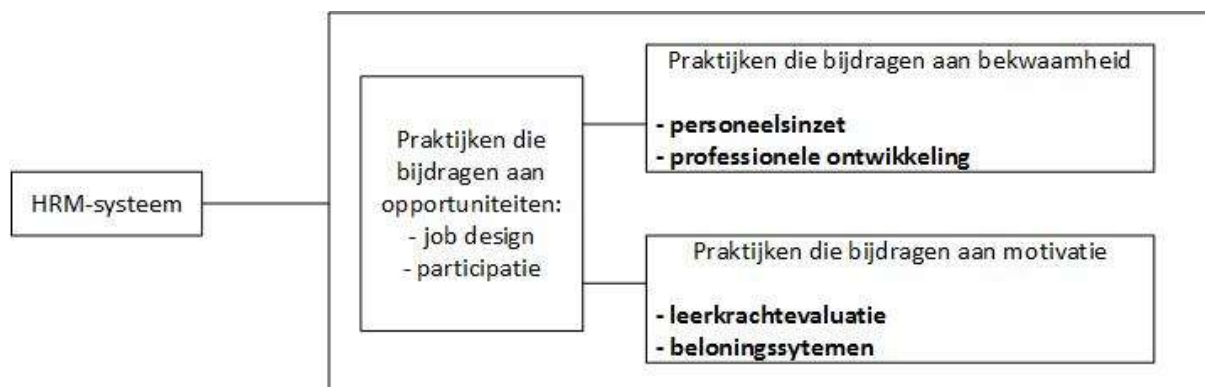 HRM-systeem
Praktijken die
bijdragen aan
opportuniteiten:
- job design
- participatie
Praktijken die bijdragen aan bekwaamheid
- personeelsinzet
- professionele ontwikkeling
Praktijken die bijdragen aan motivatie
- leerkrachtevaluatie
- beloningssytemen